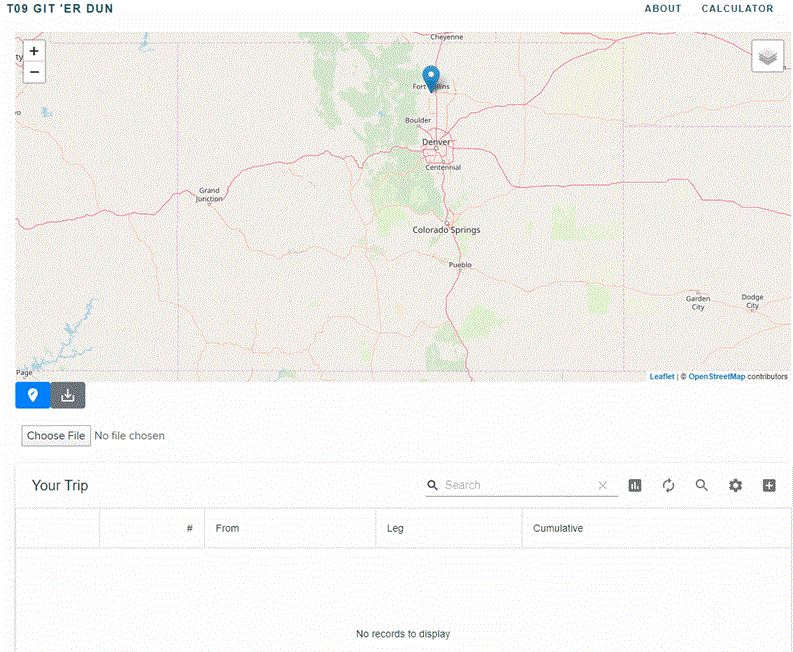 T09 GIT 'ER DUN
ABOUT CALCULATOR
Cheyenne
+
−
Fort Collins
Boulder
Denver
Centennial
Grand
Junction
Colorado Springs
Pueblo
Garden
City
Dodge
City
Page
Leaflet | © OpenStreetMap contributors
Choose File No file chosen
Your Trip
Search
# From Leg Cumulative
No records to display